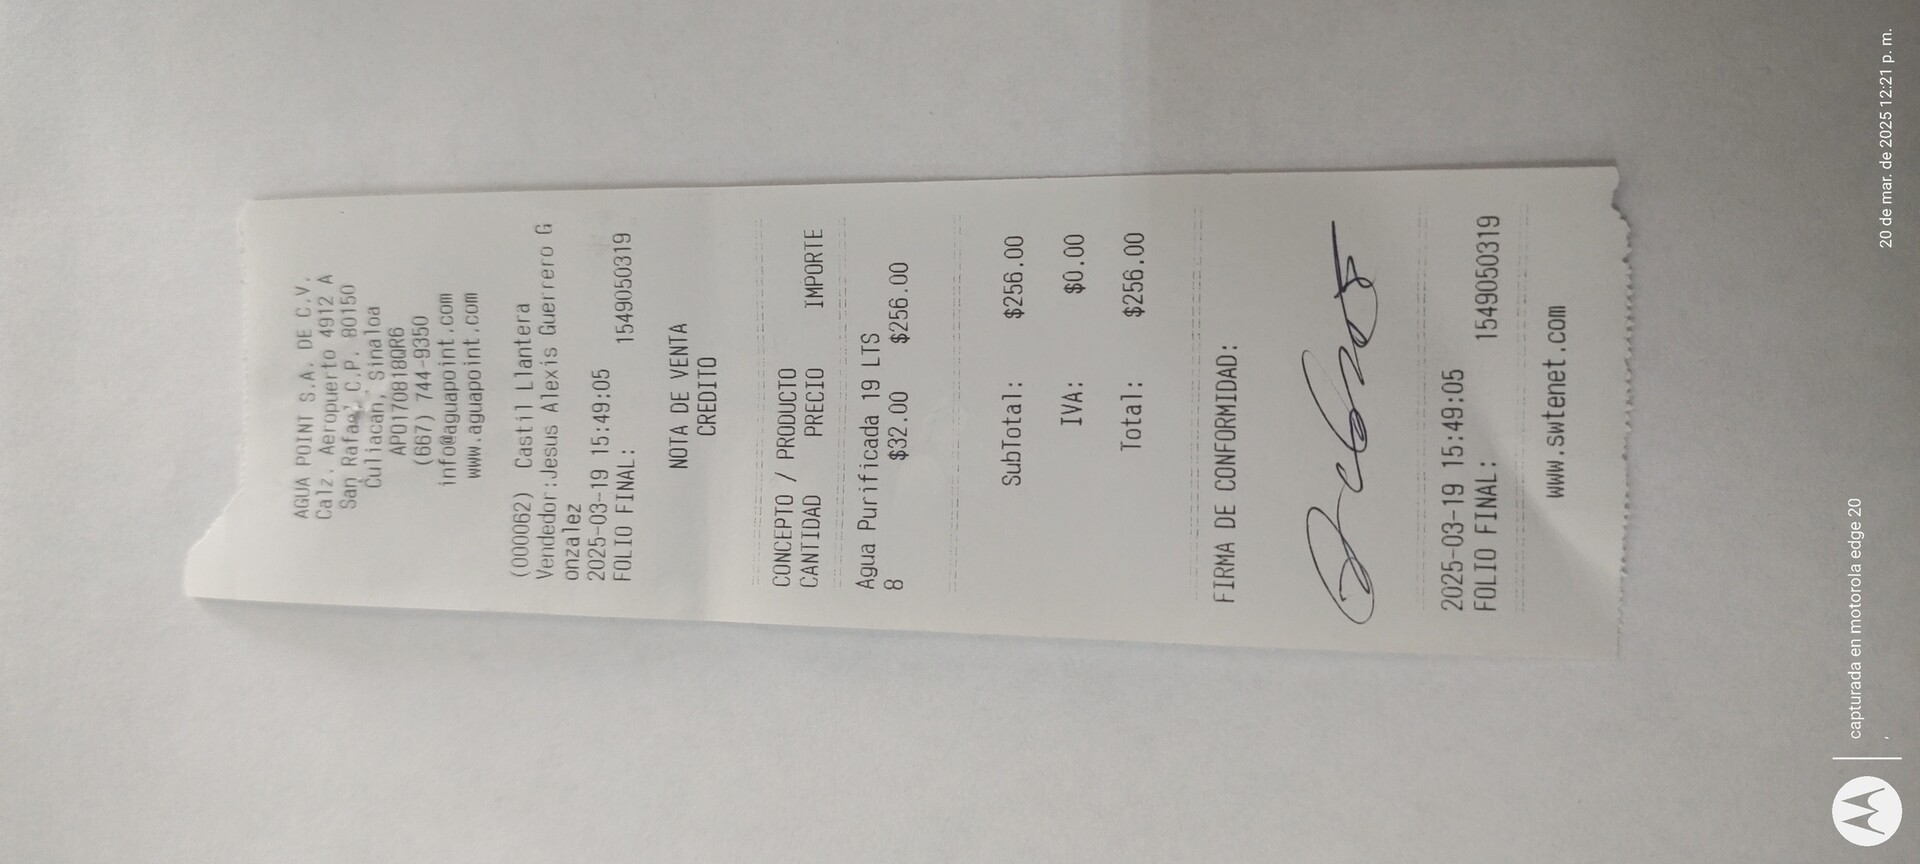 AGUA POINT S.A. DE C.V.
Calz. Aeropuerto 4912 A
San Rafael C.P. 80150
Culiacan, Sinaloa
APO170818QR6
(667) 744-9350
info@aguapoint.com
www.aguapoint.com
(000062) Castil Llantera
Vendedor:Jesus Alexis Guerrero G
onzalez
2025-03-19 15:49:05
FOLIO FINAL: 1549050319
NOTA DE VENTA
CREDITO
CONCEPTO / PRODUCTO
CANTIDAD PRECIO IMPORTE
Agua Purificada 19 LTS
8 $32.00 $256.00
SubTotal: $256.00
IVA: $0.00
Total: $256.00
FIRMA DE CONFORMIDAD:
2025-03-19 15:49:05
FOLIO FINAL: 1549050319
www.swtenet.com
capturada en motorola edge 20
20 de mar. de 2025 12:21 p. m.